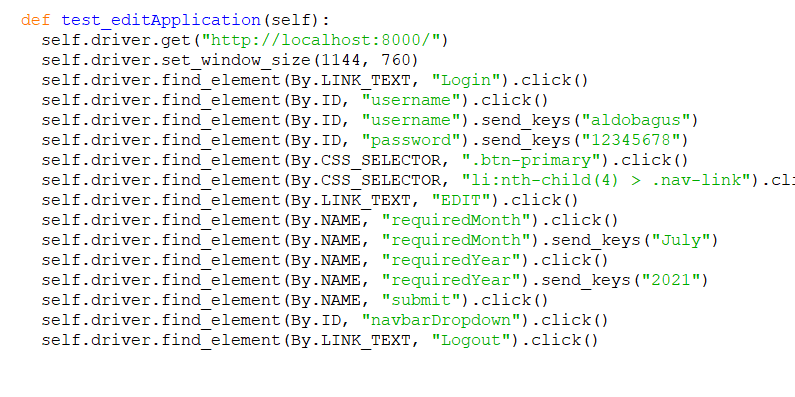 def test_editApplication(self):
self.driver.get("http://localhost:8000/")
self.driver.set_window_size(1144, 760)
self.driver.find_element(By.LINK_TEXT, "Login").click()
self.driver.find_element(By.ID, "username").click()
self.driver.find_element(By.ID, "username").send_keys("aldobagus")
self.driver.find_element(By.ID, "password").send_keys("12345678")
self.driver.find_element(By.CSS_SELECTOR, ".btn-primary").click()
self.driver.find_element(By.CSS_SELECTOR, "li:nth-child(4) > .nav-link").cli
self.driver.find_element(By.LINK_TEXT, "EDIT").click()
self.driver.find_element(By.NAME, "requiredMonth").click()
self.driver.find_element(By.NAME, "requiredMonth").send_keys("July")
self.driver.find_element(By.NAME, "requiredYear").click()
self.driver.find_element(By.NAME, "requiredYear").send_keys("2021")
self.driver.find_element(By.NAME, "submit").click()
self.driver.find_element(By.ID, "navbarDropdown").click()
self.driver.find_element(By.LINK_TEXT, "Logout").click()